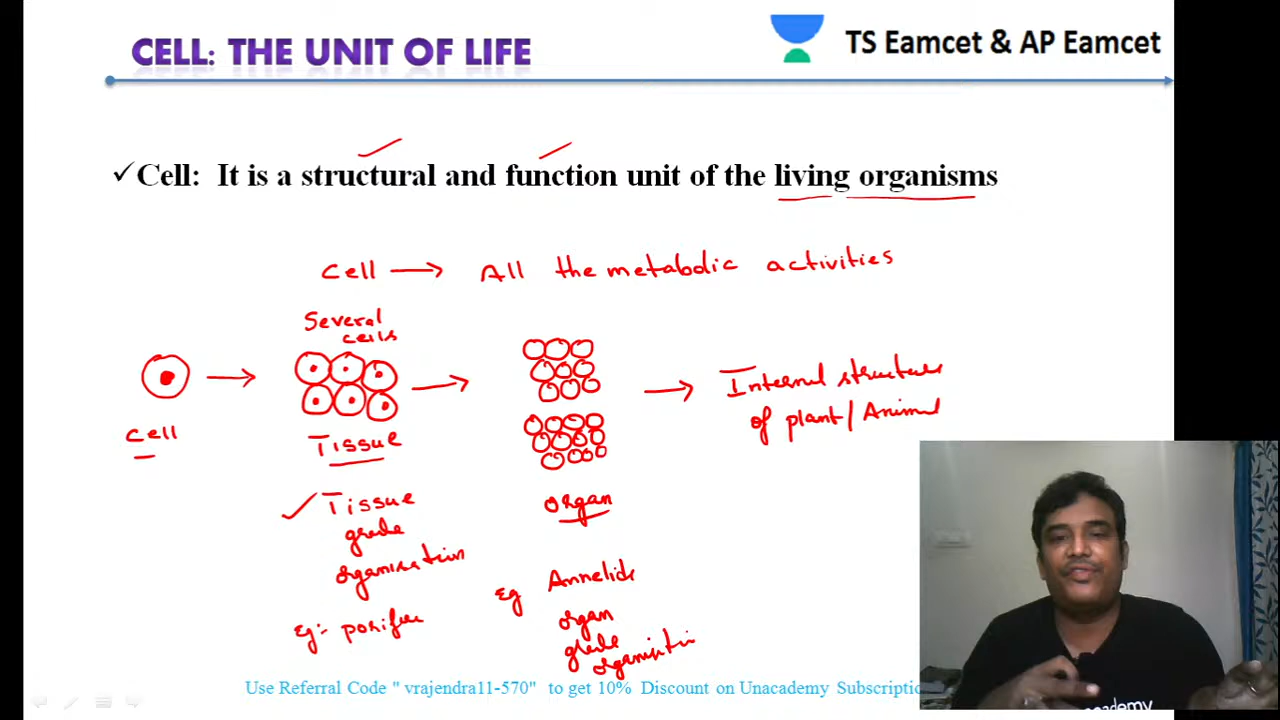 CELL: THE UNIT OF LIFE
TS Eamcet & AP Eamcet
✓Cell: It is a structural and function unit of the living organisms
Cell → All the metabolic activities
Several
cells
cell
Tissue
→ Internal structure
of plant/Animal
✓ Tissue
grade
organisation
Eg:- porifer
organ
Eg Annelida
organ
grade
organisation
Use Referral Code " vrajendra11-570" to get 10% Discount on Unacademy Subscriptio
academy